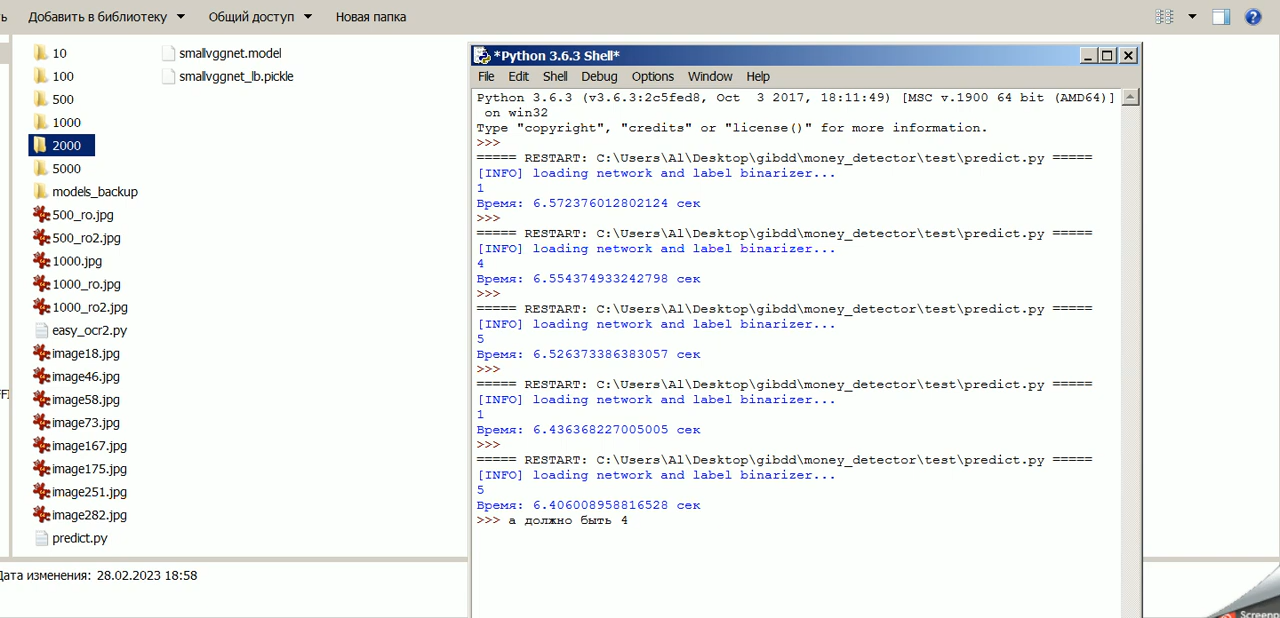 ь Добавить в библиотеку Общий доступ Новая папка
10
100
500
1000
2000
5000
models_backup
500_ro.jpg
500_ro2.jpg
1000.jpg
1000_ro.jpg
1000_ro2.jpg
easy_ocr2.py
image18.jpg
image46.jpg
image58.jpg
image73.jpg
image167.jpg
image175.jpg
image251.jpg
image282.jpg
predict.py
smallvggnet.model
smallvggnet_lb.pickle
Дата изменения: 28.02.2023 18:58
*Python 3.6.3 Shell*
File Edit Shell Debug Options Window Help
Python 3.6.3 (v3.6.3:2c5fed8, Oct  3 2017, 18:11:49) [MSC v.1900 64 bit (AMD64)]
on win32
Type "copyright", "credits" or "license()" for more information.
>>>
===== RESTART: C:\Users\Al\Desktop\gibdd\money_detector\test\predict.py =====
[INFO] loading network and label binarizer...
1
Время: 6.572376012802124 сек
>>>
===== RESTART: C:\Users\Al\Desktop\gibdd\money_detector\test\predict.py =====
[INFO] loading network and label binarizer...
4
Время: 6.554374933242798 сек
>>>
===== RESTART: C:\Users\Al\Desktop\gibdd\money_detector\test\predict.py =====
[INFO] loading network and label binarizer...
5
Время: 6.526373386383057 сек
>>>
===== RESTART: C:\Users\Al\Desktop\gibdd\money_detector\test\predict.py =====
[INFO] loading network and label binarizer...
1
Время: 6.436368227005005 сек
>>>
===== RESTART: C:\Users\Al\Desktop\gibdd\money_detector\test\predict.py =====
[INFO] loading network and label binarizer...
5
Время: 6.406008958816528 сек
>>> а должно быть 4